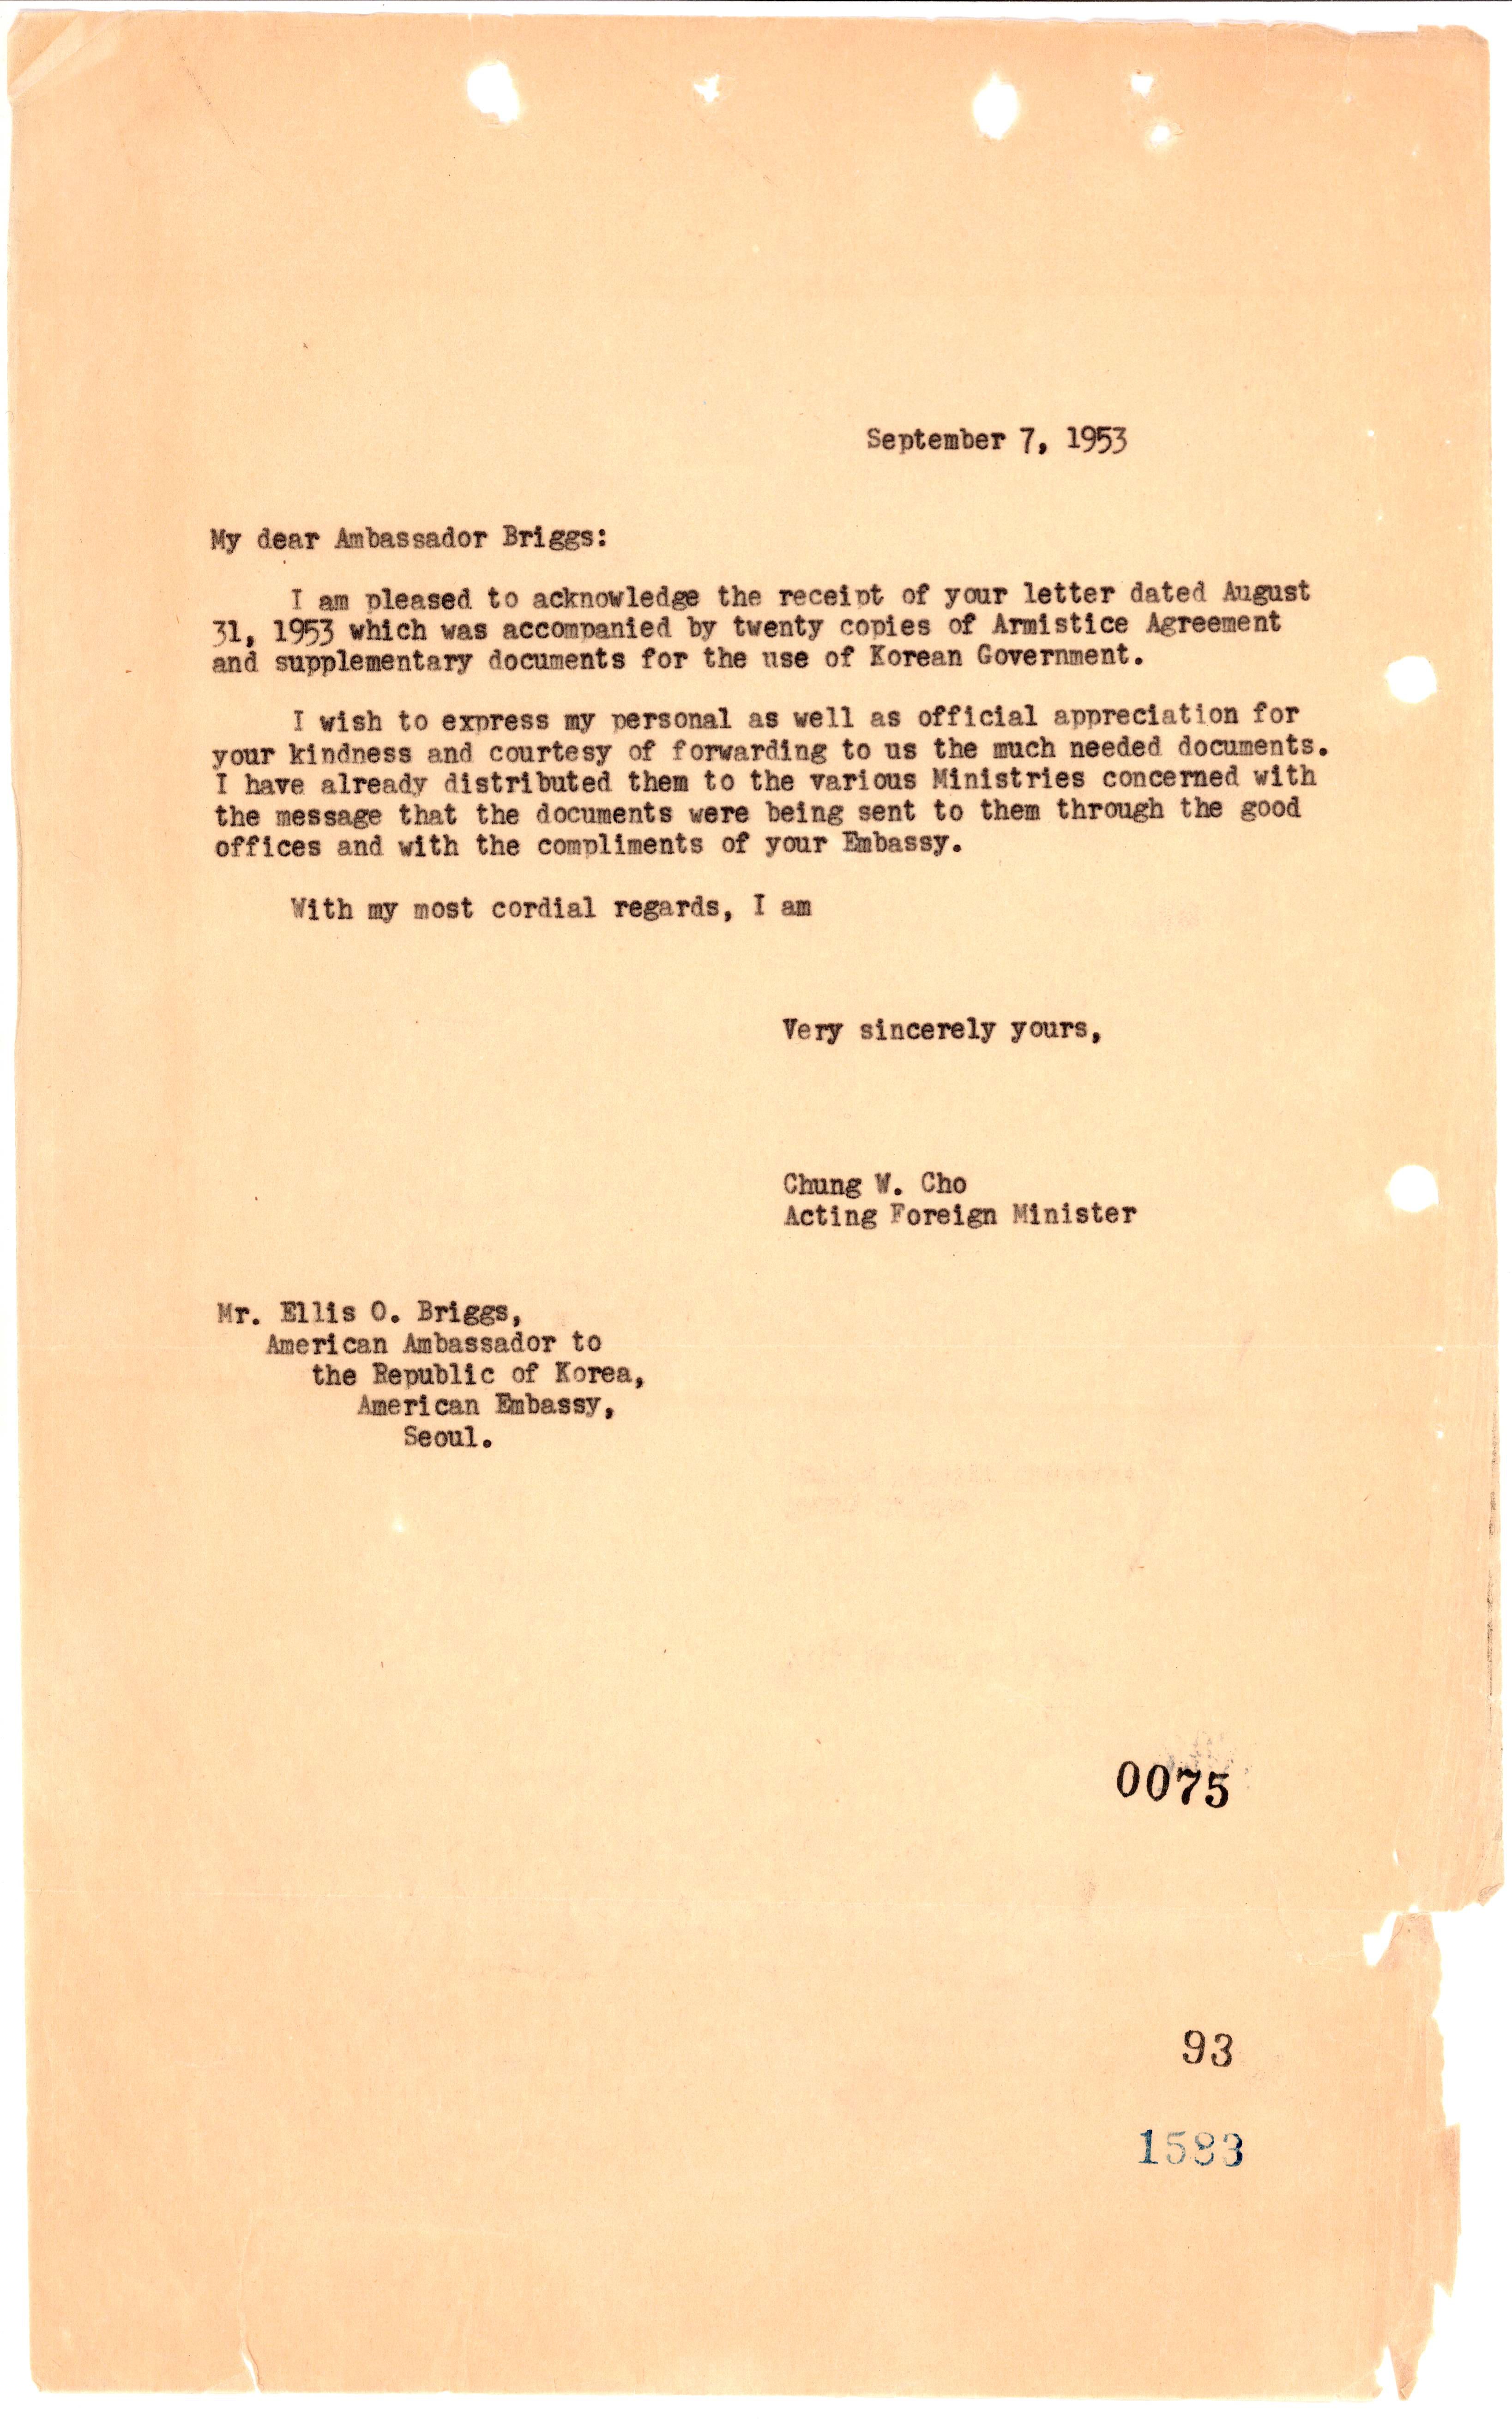 September 7, 1953
My dear Ambassador Briggs:
I am pleased to acknowledge the receipt of your letter dated August
31, 1953 which was accompanied by twenty copies of Armistice Agreement
and supplementary documents for the use of Korean Government.
I wish to express my personal as well as official appreciation for
your kindness and courtesy of forwarding to us the much needed documents.
I have already distributed them to the various Ministries concerned with
the message that the documents were being sent to them through the good
offices and with the compliments of your Embassy.
With my most cordial regards, I am
Very sincerely yours,
Chung W. Cho
Acting Foreign Minister
Mr. Ellis O. Briggs,
American Ambassador to
the Republic of Korea,
American Embassy,
Seoul.
0075
93
1583